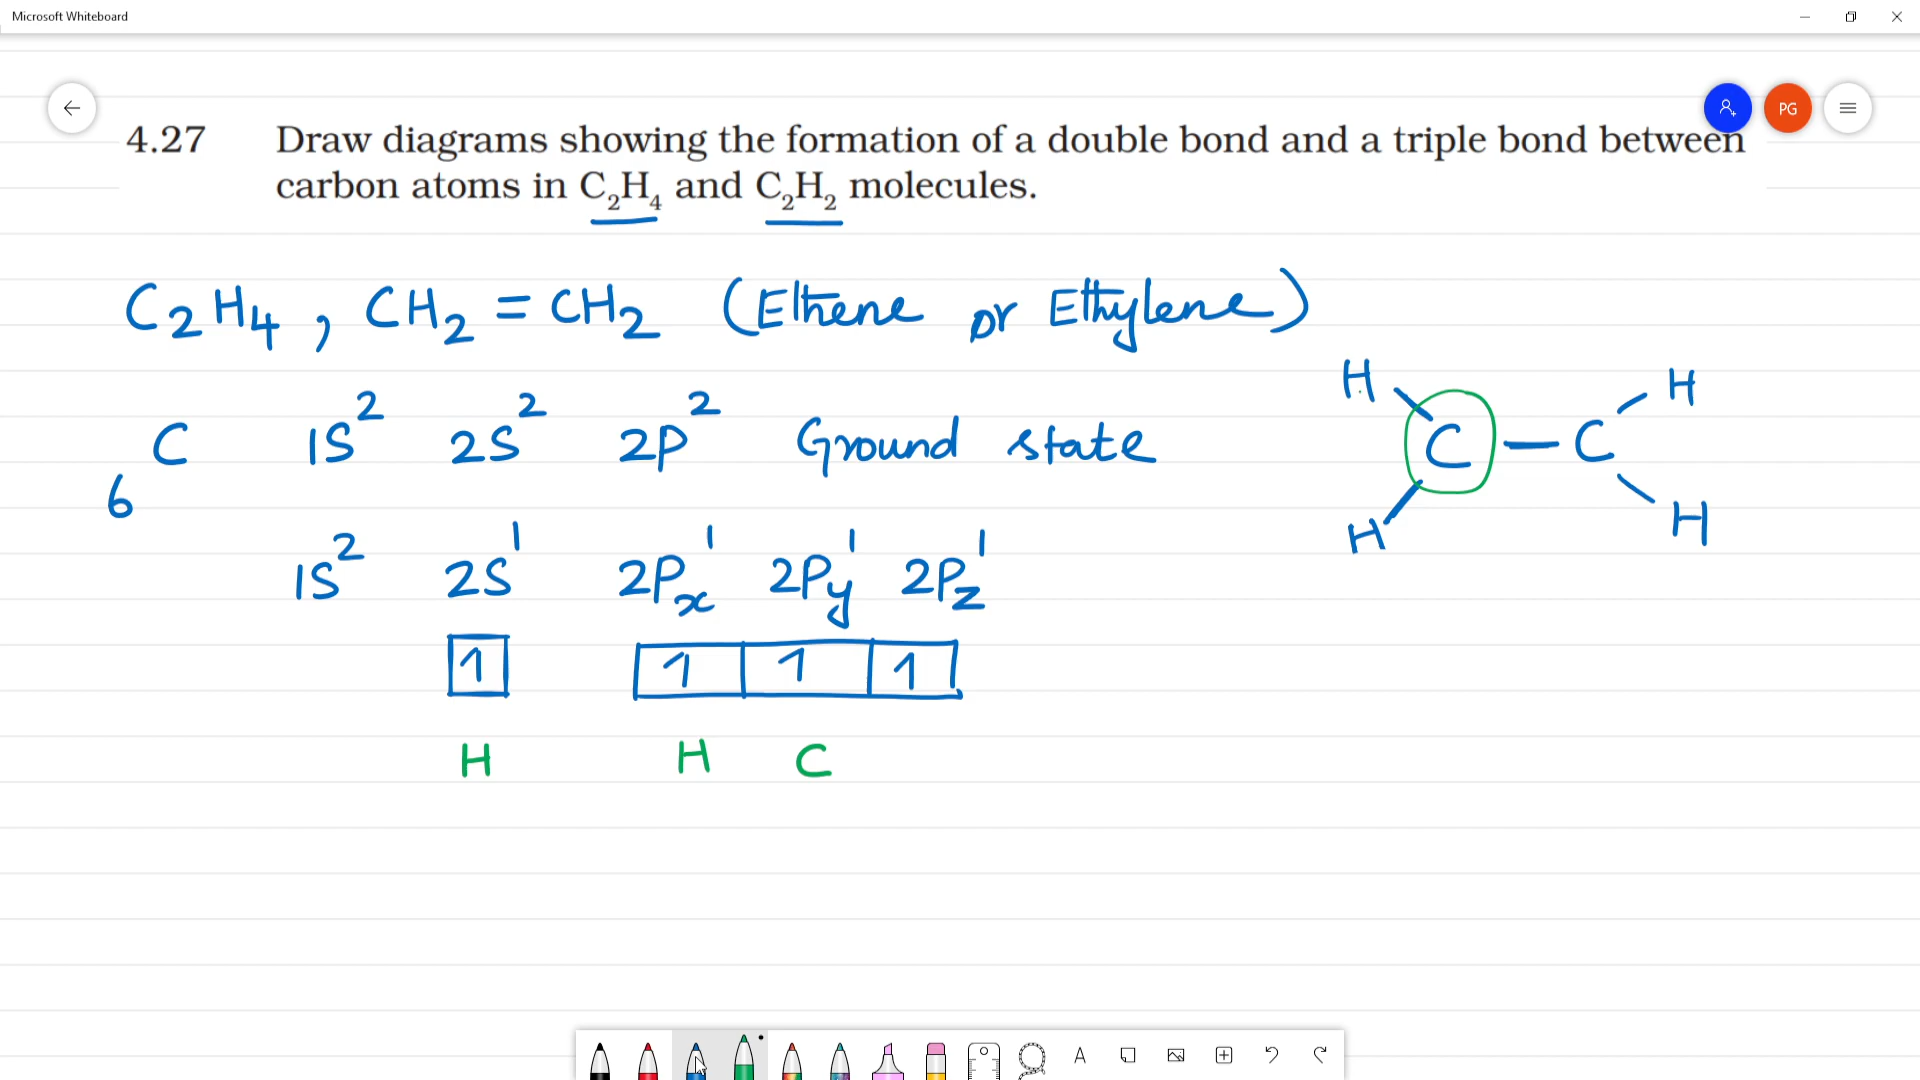 Microsoft Whiteboard
PG
4.27 Draw diagrams showing the formation of a double bond and a triple bond between
carbon atoms in C₂H₄ and C₂H₂ molecules.
C₂H₄, CH₂ = CH₂ (Ethene or Ethylene)
H H
₆C 1S² 2S² 2P² Ground state C — C
H H
1S² 2S¹ 2Pₓ¹ 2Py¹ 2Pz¹
1 1 1 1
H H C
A